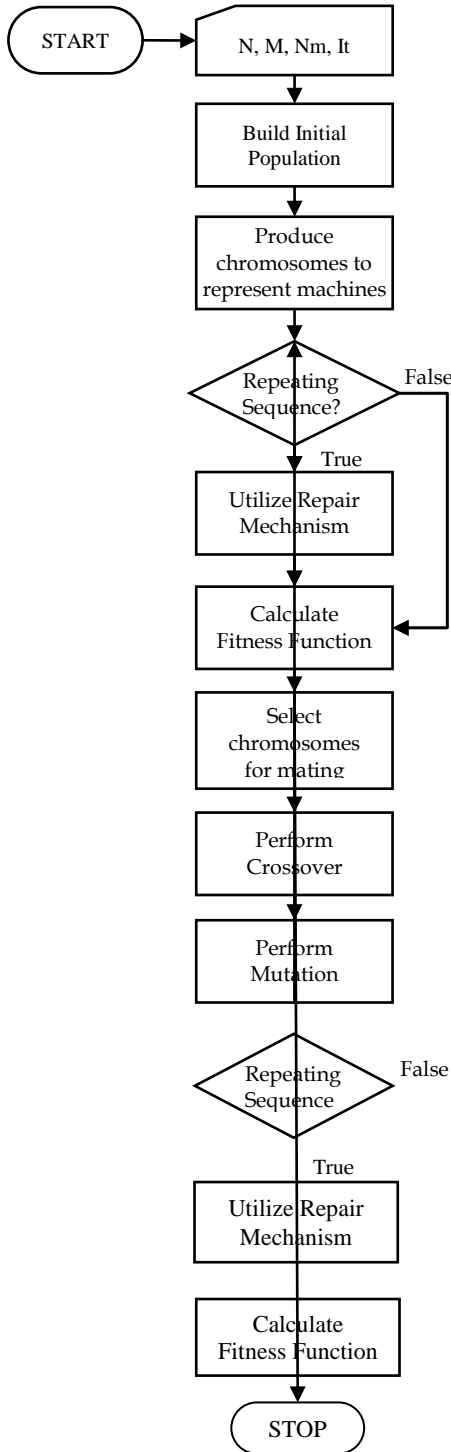 START
N, M, Nm, It
Build Initial
Population
Produce
chromosomes to
represent machines
Repeating
Sequence?
False
True
Utilize Repair
Mechanism
Calculate
Fitness Function
Select
chromosomes
for mating
Perform
Crossover
Perform
Mutation
Repeating
Sequence
False
True
Utilize Repair
Mechanism
Calculate
Fitness Function
STOP